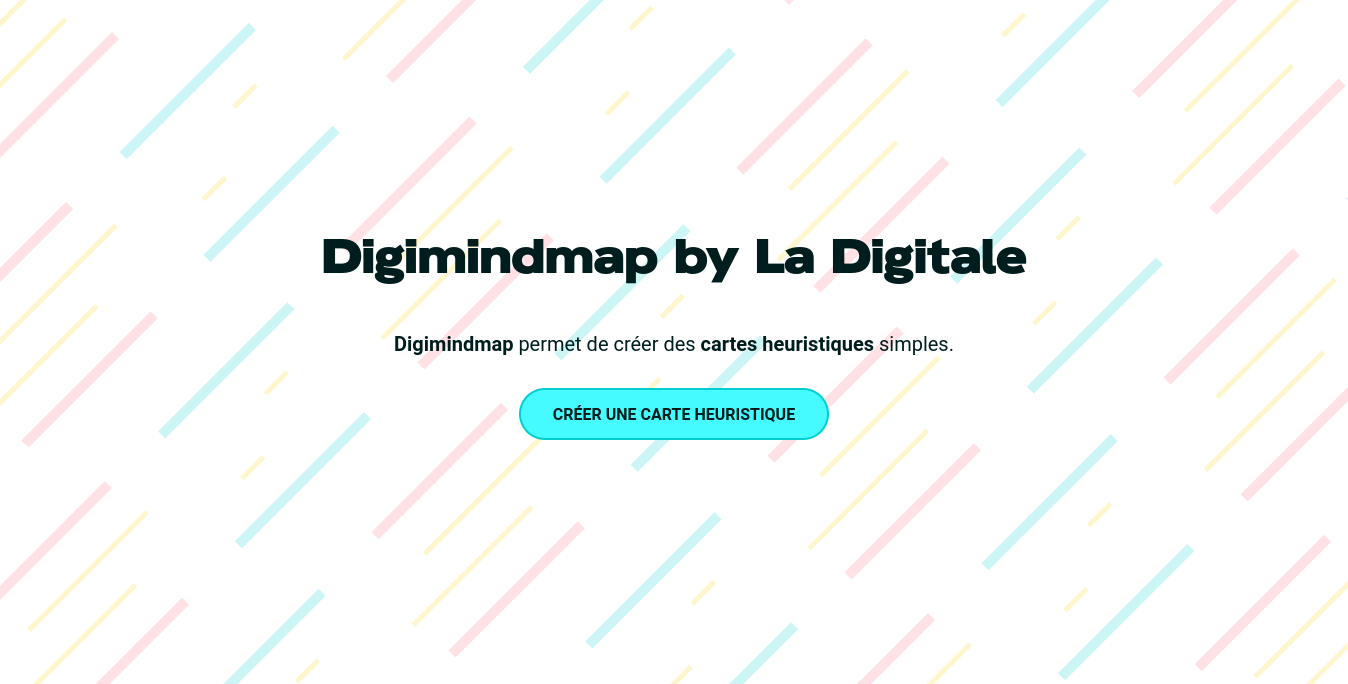 Digimindmap by La Digitale
Digimindmap permet de créer des cartes heuristiques simples.
CRÉER UNE CARTE HEURISTIQUE